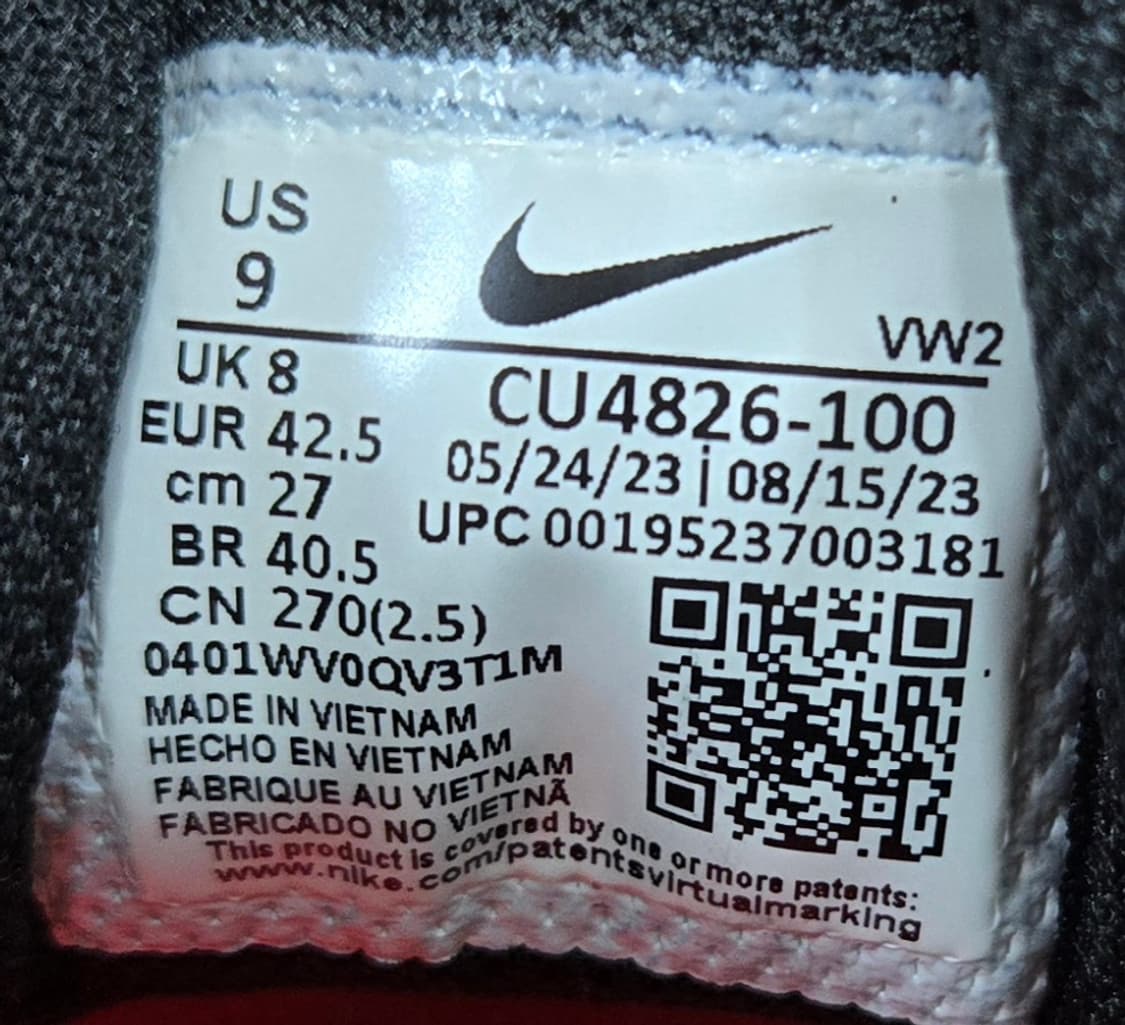 US
9
VW2
UK 8
EUR 42.5
cm 27
BR 40.5
CN 270(2.5)
CU4826-100
05/24/23 | 08/15/23
UPC 00195237003181
0401WV0QV3T1M
MADE IN VIETNAM
HECHO EN VIETNAM
FABRIQUE AU VIETNAM
FABRICADO NO VIETNÃ
This product is covered by one or more patents:
www.nike.com/patentsvirtualmarking